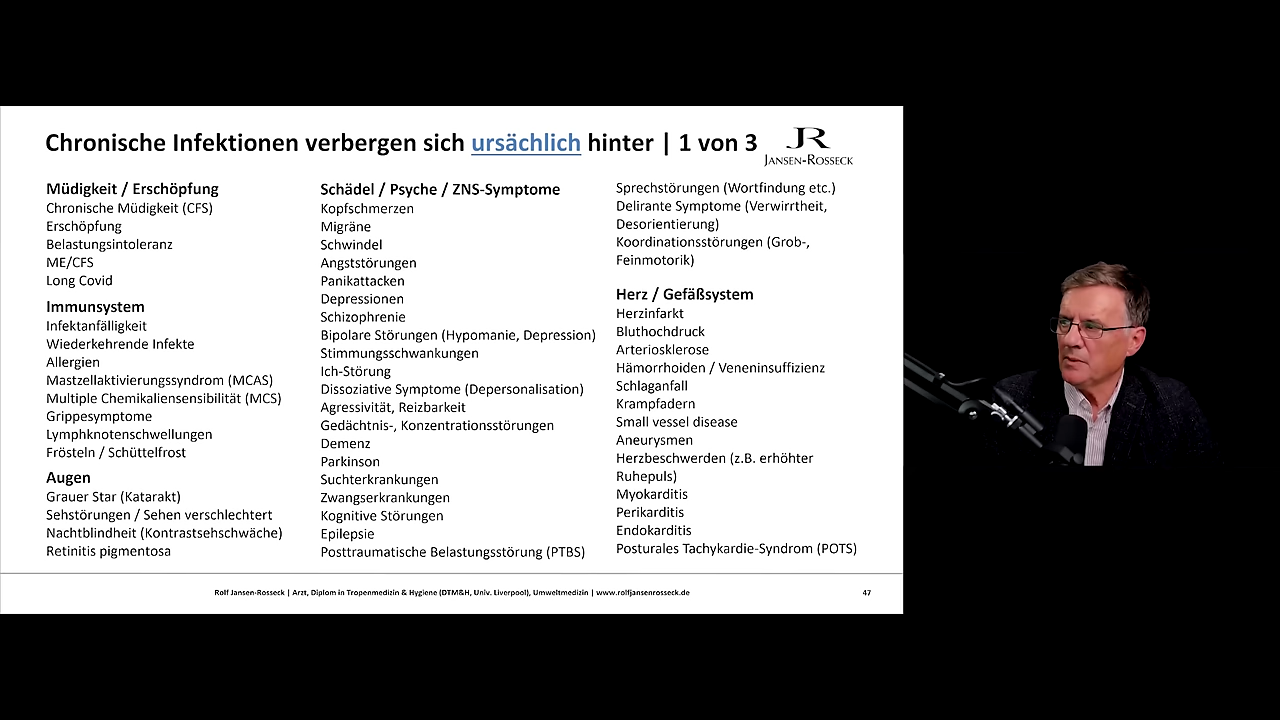 Chronische Infektionen verbergen sich ursächlich hinter | 1 von 3
JR
JANSEN-ROSSECK
Müdigkeit / Erschöpfung
Chronische Müdigkeit (CFS)
Erschöpfung
Belastungsintoleranz
ME/CFS
Long Covid
Immunsystem
Infektanfälligkeit
Wiederkehrende Infekte
Allergien
Mastzellaktivierungssyndrom (MCAS)
Multiple Chemikaliensensibilität (MCS)
Grippesymptome
Lymphknotenschwellungen
Frösteln / Schüttelfrost
Augen
Grauer Star (Katarakt)
Sehstörungen / Sehen verschlechtert
Nachtblindheit (Kontrastsehschwäche)
Retinitis pigmentosa
Schädel / Psyche / ZNS-Symptome
Kopfschmerzen
Migräne
Schwindel
Angststörungen
Panikattacken
Depressionen
Schizophrenie
Bipolare Störungen (Hypomanie, Depression)
Stimmungsschwankungen
Ich-Störung
Dissoziative Symptome (Depersonalisation)
Agressivität, Reizbarkeit
Gedächtnis-, Konzentrationsstörungen
Demenz
Parkinson
Suchterkrankungen
Zwangserkrankungen
Kognitive Störungen
Epilepsie
Posttraumatische Belastungsstörung (PTBS)
Sprechstörungen (Wortfindung etc.)
Delirante Symptome (Verwirrtheit,
Desorientierung)
Koordinationsstörungen (Grob-,
Feinmotorik)
Herz / Gefäßsystem
Herzinfarkt
Bluthochdruck
Arteriosklerose
Hämorrhoiden / Veneninsuffizienz
Schlaganfall
Krampfadern
Small vessel disease
Aneurysmen
Herzbeschwerden (z.B. erhöhter
Ruhepuls)
Myokarditis
Perikarditis
Endokarditis
Posturales Tachykardie-Syndrom (POTS)
Rolf Jansen-Rosseck | Arzt, Diplom in Tropenmedizin & Hygiene (DTM&H, Univ. Liverpool), Umweltmedizin | www.rolfjansenrosseck.de
47